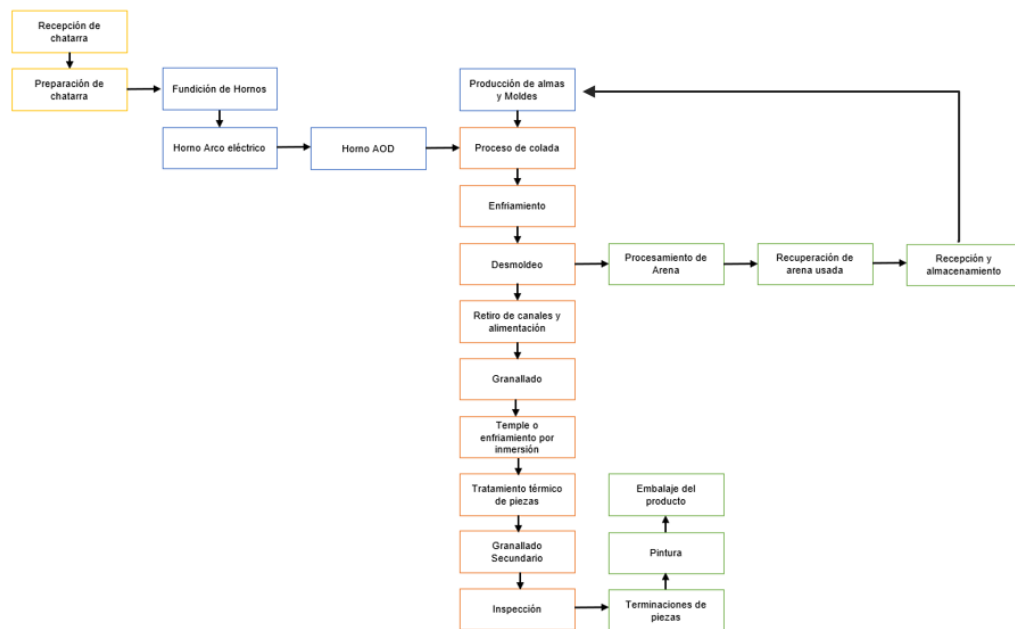 Recepción de
chatarra
Preparación de
chatarra
Fundición de Hornos
Horno Arco eléctrico
Horno AOD
Producción de almas
y Moldes
Proceso de colada
Enfriamiento
Desmoldeo
Procesamiento de
Arena
Recuperación de
arena usada
Recepción y
almacenamiento
Retiro de canales y
alimentación
Granallado
Temple o
enfriamiento por
inmersión
Tratamiento térmico
de piezas
Granallado
Secundario
Inspección
Terminaciones de
piezas
Pintura
Embalaje del
producto